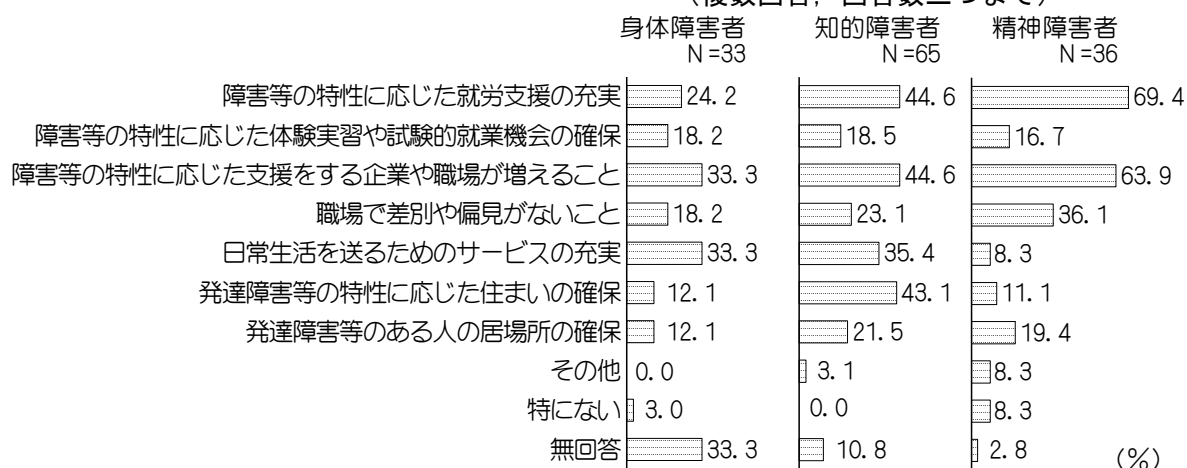 (複数回答，回答数三つまで)
身体障害者 知的障害者 精神障害者
N=33 N=65 N=36
障害等の特性に応じた就労支援の充実 24.2 44.6 69.4
障害等の特性に応じた体験実習や試験的就業機会の確保 18.2 18.5 16.7
障害等の特性に応じた支援をする企業や職場が増えること 33.3 44.6 63.9
職場で差別や偏見がないこと 18.2 23.1 36.1
日常生活を送るためのサービスの充実 33.3 35.4 8.3
発達障害等の特性に応じた住まいの確保 12.1 43.1 11.1
発達障害等のある人の居場所の確保 12.1 21.5 19.4
その他 0.0 3.1 8.3
特にない 3.0 0.0 8.3
無回答 33.3 10.8 2.8 (%)